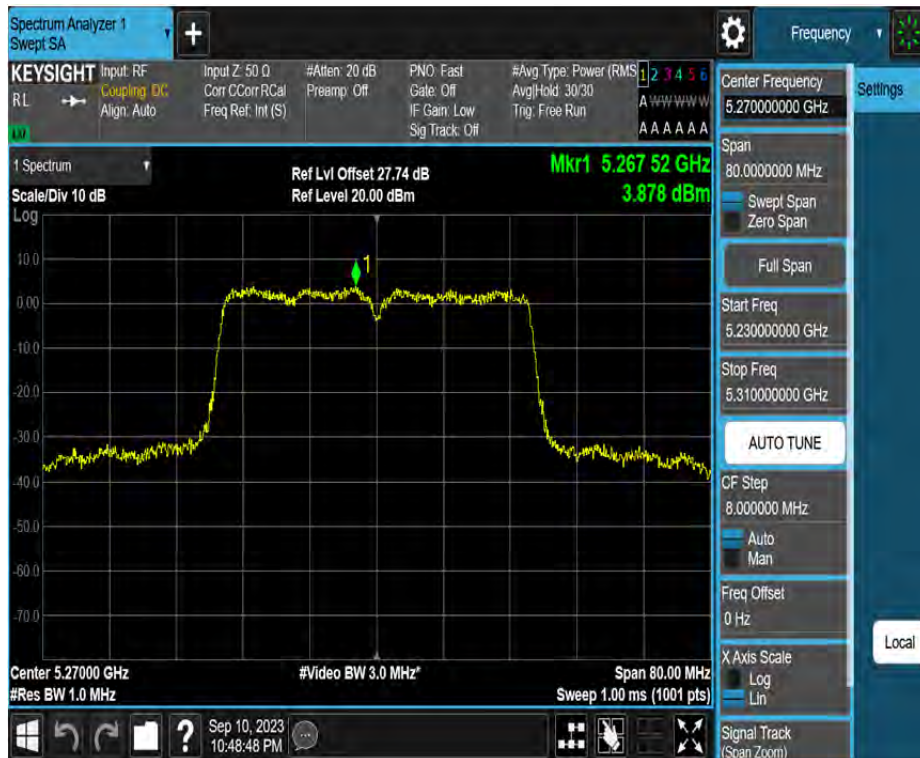 Spectrum Analyzer 1
Swept SA
+
Frequency
KEYSIGHT
RL
Input: RF
Coupling: DC
Align: Auto
Input Z: 50 Ω
Corr CCorr RCal
Freq Ref: Int (S)
#Atten: 20 dB
Preamp: Off
PNO: Fast
Gate: Off
IF Gain: Low
Sig Track: Off
#Avg Type: Power (RMS
Avg|Hold: 30/30
Trig: Free Run
1 2 3 4 5 6
A W W W W W
A A A A A A
1 Spectrum
Scale/Div 10 dB
Ref Lvl Offset 27.74 dB
Ref Level 20.00 dBm
Mkr1 5.267 52 GHz
3.878 dBm
Log
10.0
0.00
-10.0
-20.0
-30.0
-40.0
-50.0
-60.0
-70.0
1
Center 5.27000 GHz
#Res BW 1.0 MHz
#Video BW 3.0 MHz*
Span 80.00 MHz
Sweep 1.00 ms (1001 pts)
?
Sep 10, 2023
10:48:48 PM
Center Frequency
5.270000000 GHz
Settings
Span
80.0000000 MHz
Swept Span
Zero Span
Full Span
Start Freq
5.230000000 GHz
Stop Freq
5.310000000 GHz
AUTO TUNE
CF Step
8.000000 MHz
Auto
Man
Freq Offset
0 Hz
X Axis Scale
Log
Lin
Local
Signal Track
(Span Zoom)